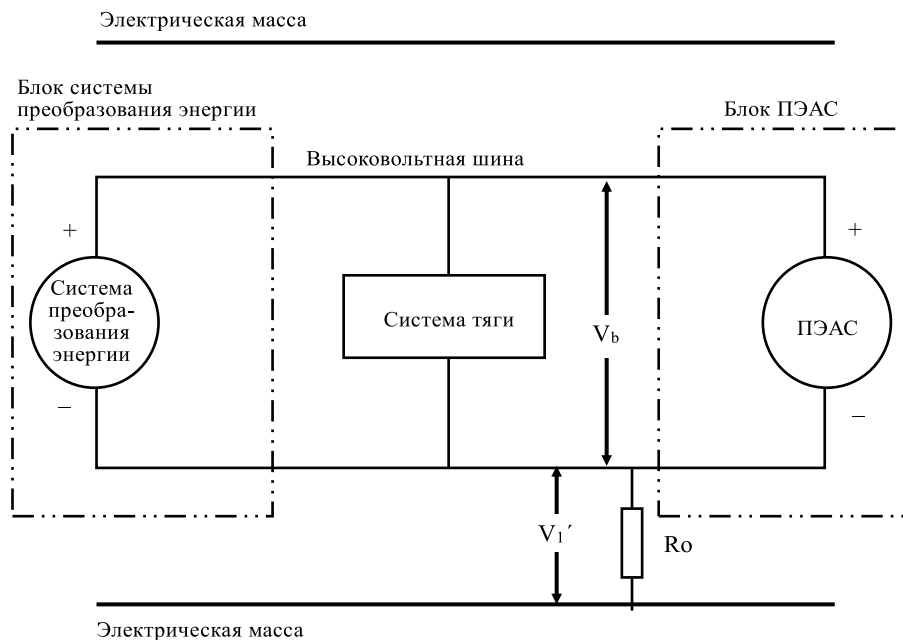 Электрическая масса
Блок системы
преобразования энергии
Блок ПЭАС
Высоковольтная шина
+
+
Система
преобра-
зования
энергии
Система тяги
Vb
ПЭАС
–
–
V1´
Ro
Электрическая масса